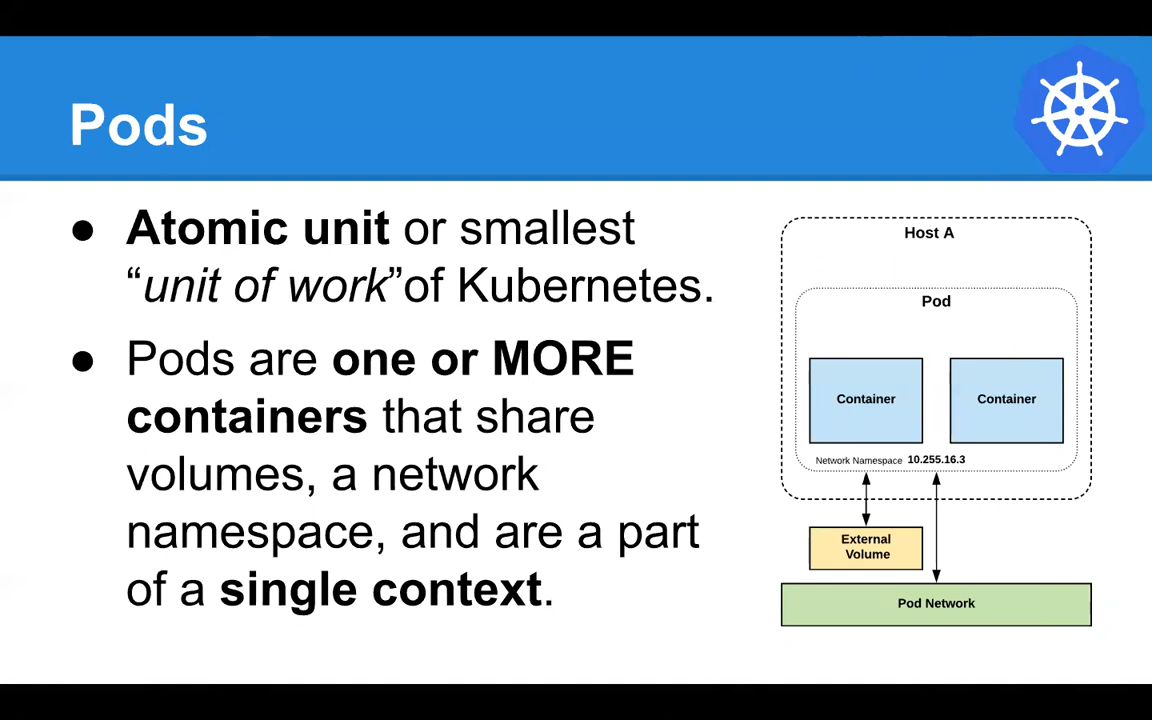 Pods
● Atomic unit or smallest
“unit of work”of Kubernetes.
● Pods are one or MORE
containers that share
volumes, a network
namespace, and are a part
of a single context.
Host A
Pod
Container
Container
Network Namespace 10.255.16.3
External
Volume
Pod Network